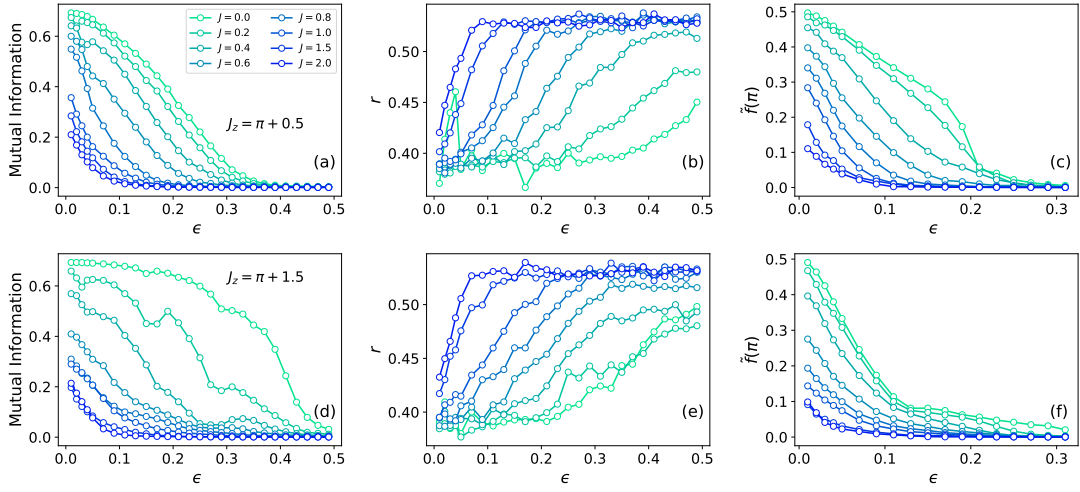 0.6
0.4
0.2
0.0
Mutual Information
J = 0.0
J = 0.2
J = 0.4
J = 0.6
J = 0.8
J = 1.0
J = 1.5
J = 2.0
J_z = π + 0.5
(a)
0.0 0.1 0.2 0.3 0.4 0.5
ϵ
0.50
0.45
0.40
r
(b)
0.0 0.1 0.2 0.3 0.4 0.5
ϵ
0.5
0.4
0.3
0.2
0.1
0.0
f̃(π)
(c)
0.0 0.1 0.2 0.3
ϵ
0.6
0.4
0.2
0.0
Mutual Information
J_z = π + 1.5
(d)
0.0 0.1 0.2 0.3 0.4 0.5
ϵ
0.50
0.45
0.40
r
(e)
0.0 0.1 0.2 0.3 0.4 0.5
ϵ
0.5
0.4
0.3
0.2
0.1
0.0
f̃(π)
(f)
0.0 0.1 0.2 0.3
ϵ